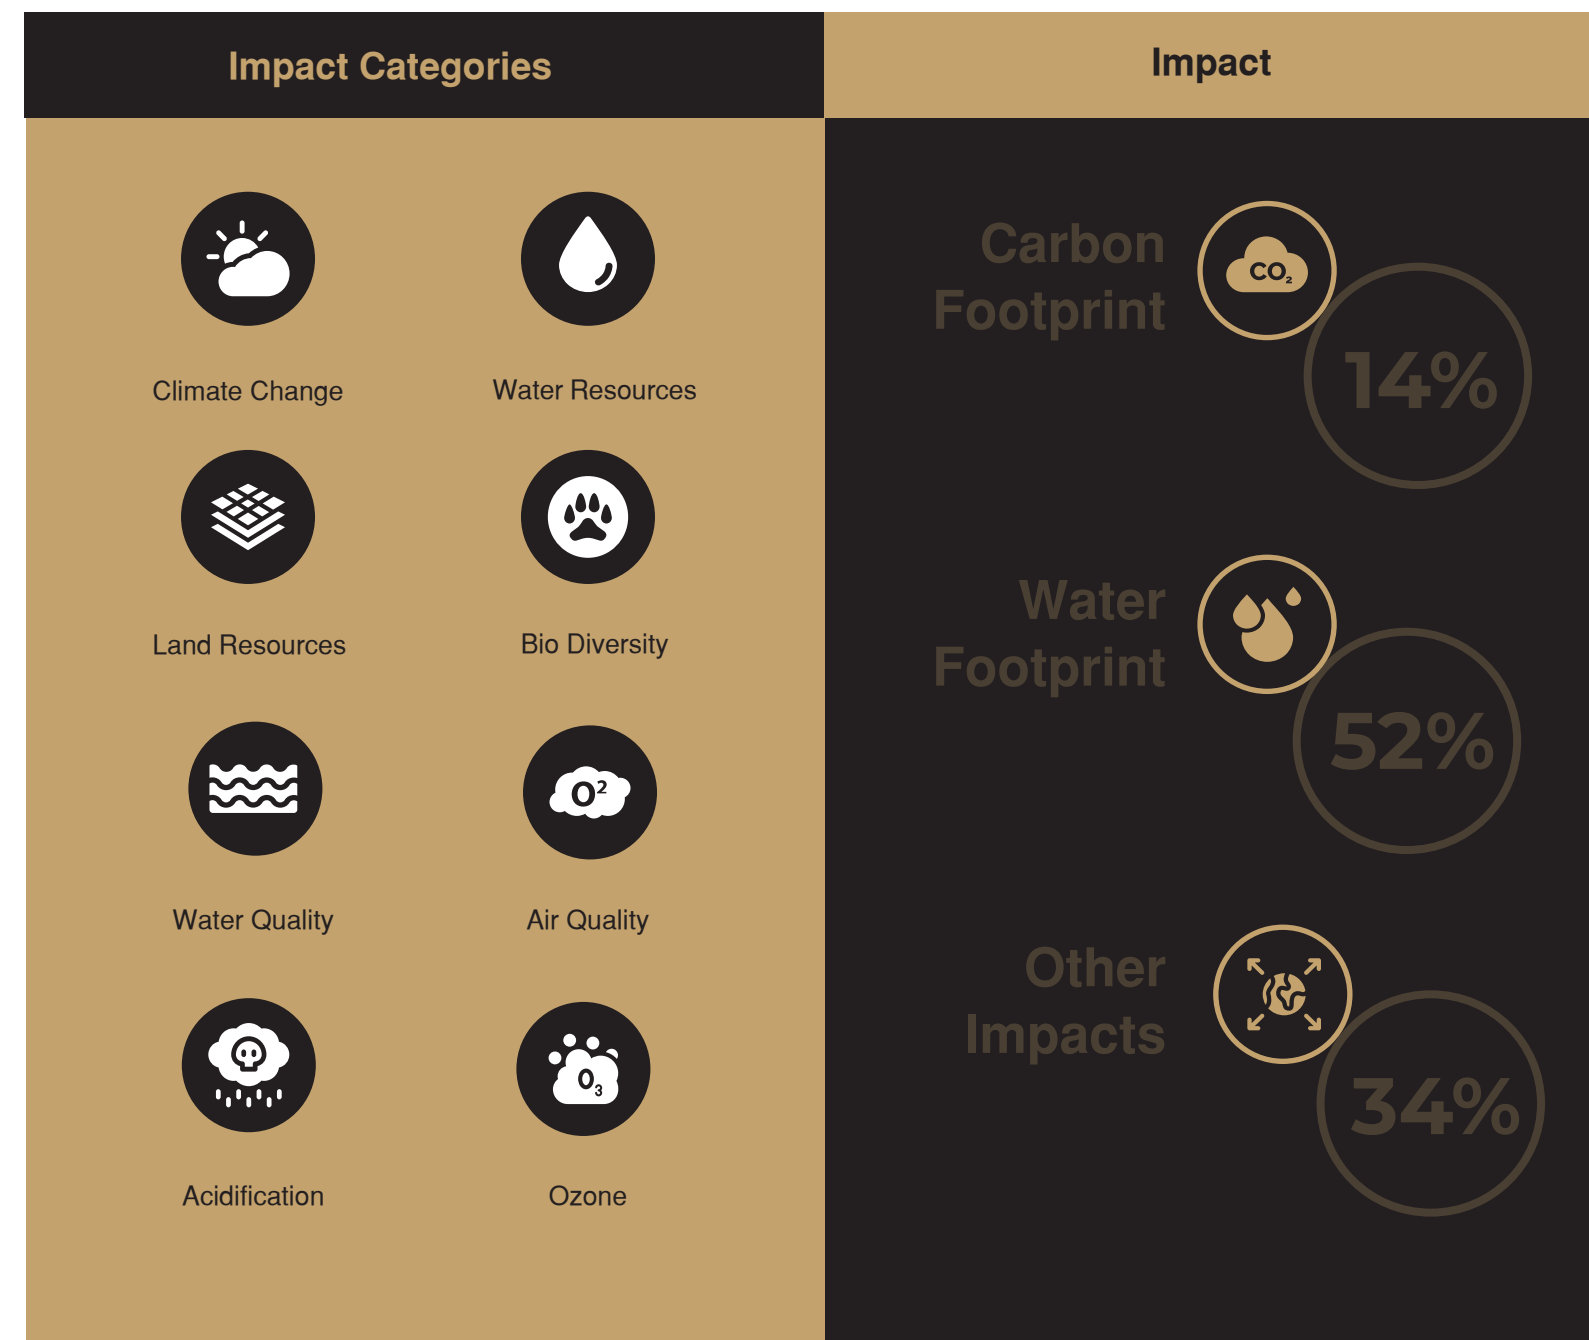 Impact Categories
Impact
Climate Change
Water Resources
Land Resources
Bio Diversity
Water Quality
O²
Air Quality
Acidification
O₃
Ozone
Carbon
Footprint
CO₂
14%
Water
Footprint
52%
Other
Impacts
34%